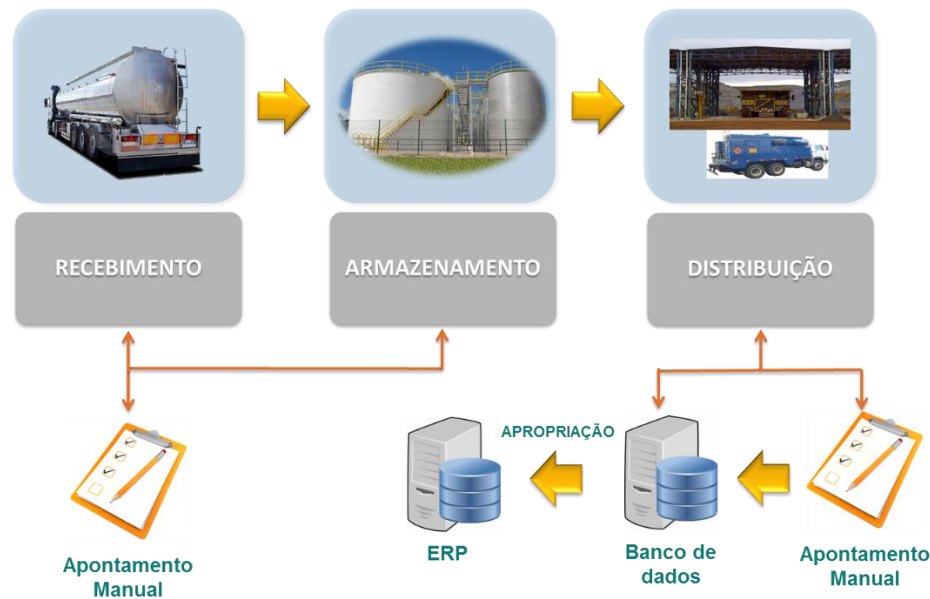 RECEBIMENTO
ARMAZENAMENTO
DISTRIBUIÇÃO
APROPRIAÇÃO
Apontamento
Manual
ERP
Banco de
dados
Apontamento
Manual